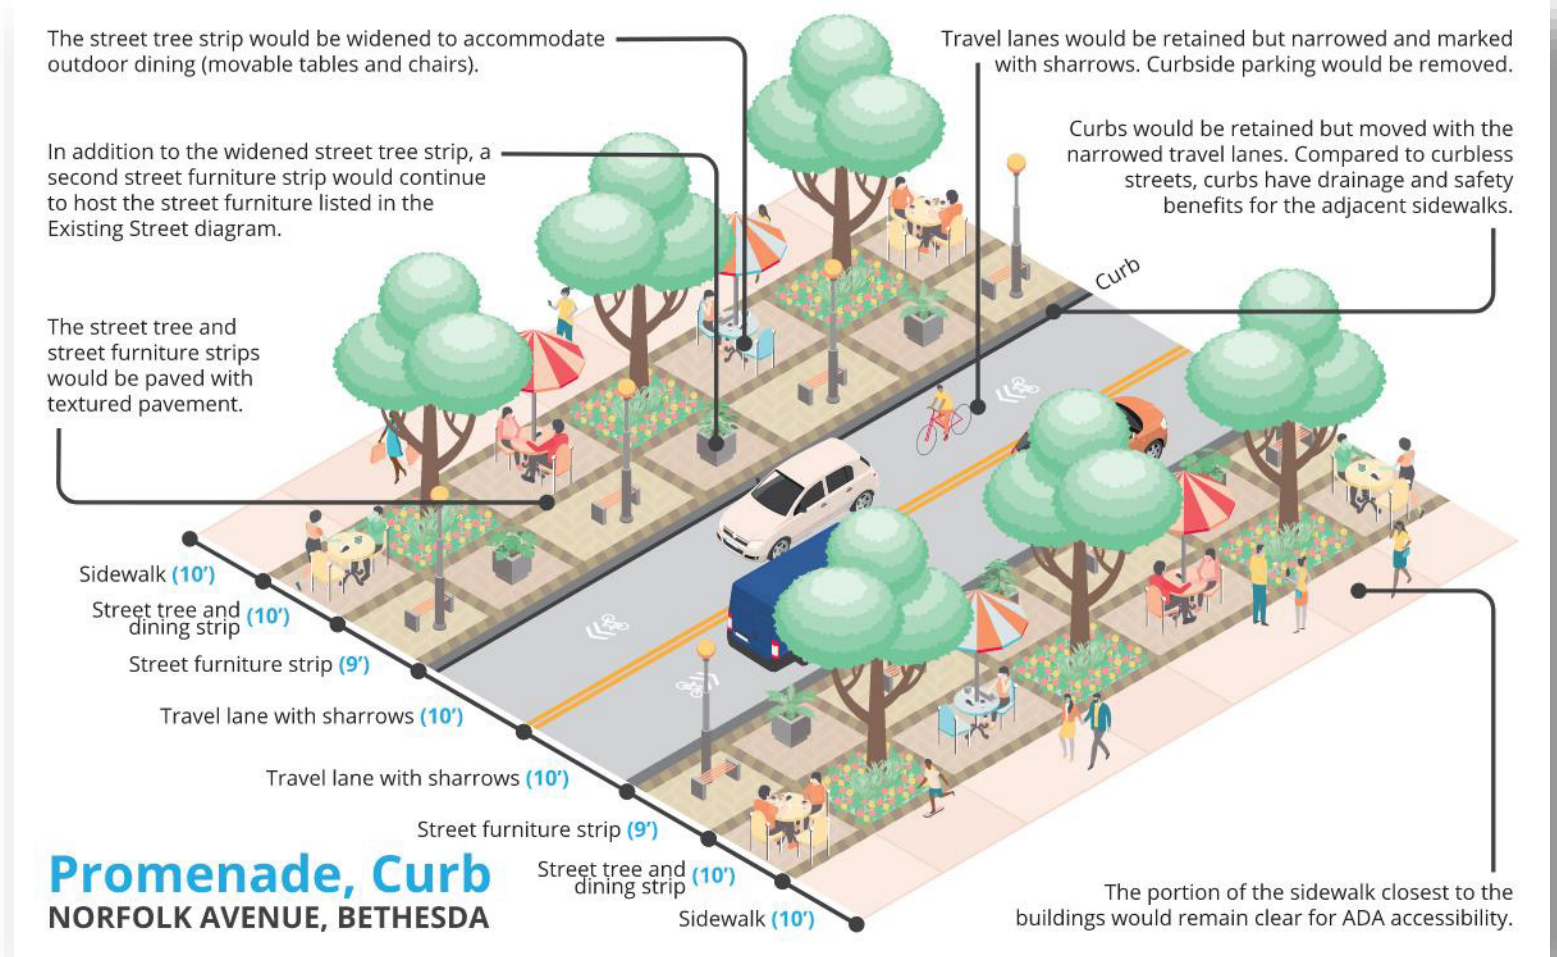 The street tree strip would be widened to accommodate
outdoor dining (movable tables and chairs).
Travel lanes would be retained but narrowed and marked
with sharrows. Curbside parking would be removed.
In addition to the widened street tree strip, a
second street furniture strip would continue
to host the street furniture listed in the
Existing Street diagram.
Curbs would be retained but moved with the
narrowed travel lanes. Compared to curbless
streets, curbs have drainage and safety
benefits for the adjacent sidewalks.
Curb
The street tree and
street furniture strips
would be paved with
textured pavement.
Sidewalk (10’)
Street tree and
dining strip (10’)
Street furniture strip (9’)
Travel lane with sharrows (10’)
Travel lane with sharrows (10’)
Street furniture strip (9’)
Street tree and
dining strip (10’)
Sidewalk (10’)
Promenade, Curb
NORFOLK AVENUE, BETHESDA
The portion of the sidewalk closest to the
buildings would remain clear for ADA accessibility.